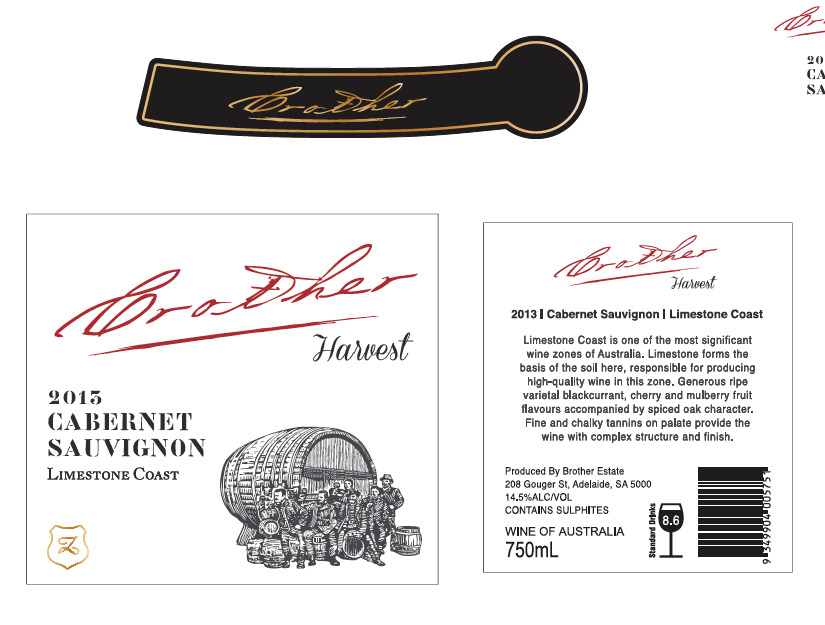 Brother
20
CA
SA
Brother
Harvest
2013
CABERNET
SAUVIGNON
LIMESTONE COAST
Z
Brother
Harvest
2013 | Cabernet Sauvignon | Limestone Coast
Limestone Coast is one of the most significant
wine zones of Australia. Limestone forms the
basis of the soil here, responsible for producing
high-quality wine in this zone. Generous ripe
varietal blackcurrant, cherry and mulberry fruit
flavours accompanied by spiced oak character.
Fine and chalky tannins on palate provide the
wine with complex structure and finish.
Produced By Brother Estate
208 Gouger St, Adelaide, SA 5000
14.5%ALC/VOL
CONTAINS SULPHITES
WINE OF AUSTRALIA
750mL
Standard Drinks
8.6
9 349904 005751